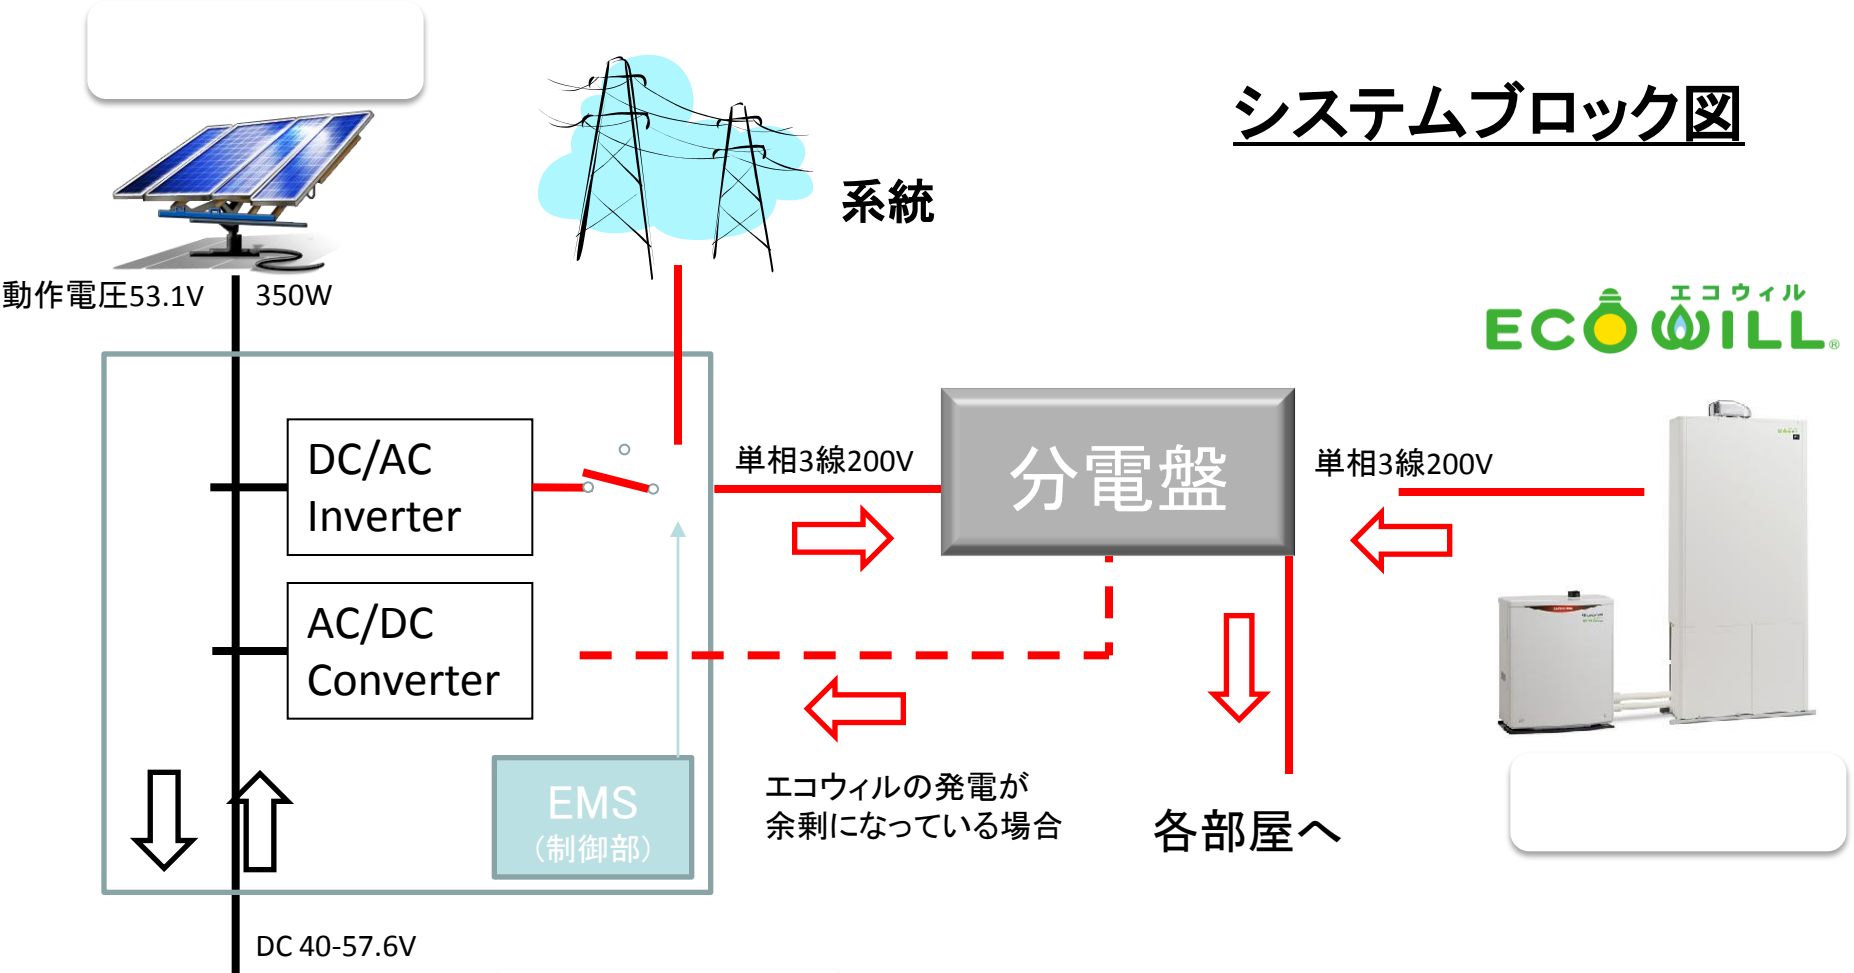 システムブロック図
系統
動作電圧53.1V
350W
エコウィル
ECOWILL®
DC/AC
Inverter
単相3線200V
分電盤
単相3線200V
AC/DC
Converter
EMS
(制御部)
エコウィルの発電が
余剰になっている場合
各部屋へ
DC 40-57.6V